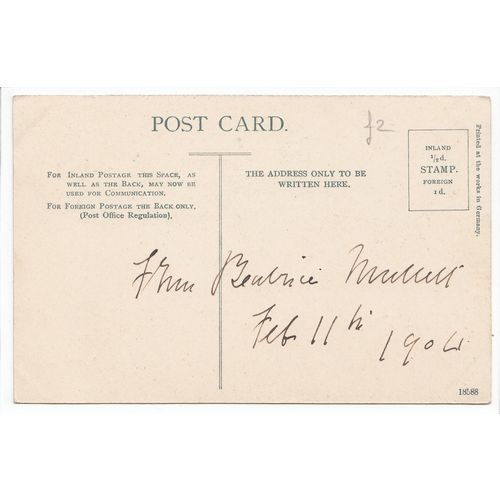 £2
POST CARD.
INLAND
½d.
STAMP.
FOREIGN
1d.
Printed at the works in Germany.
FOR INLAND POSTAGE THIS SPACE, AS
WELL AS THE BACK, MAY NOW BE
USED FOR COMMUNICATION.
FOR FOREIGN POSTAGE THE BACK ONLY.
(Post Office Regulation).
THE ADDRESS ONLY TO BE
WRITTEN HERE.
From Beatrice
Feb 11th
1904
18588